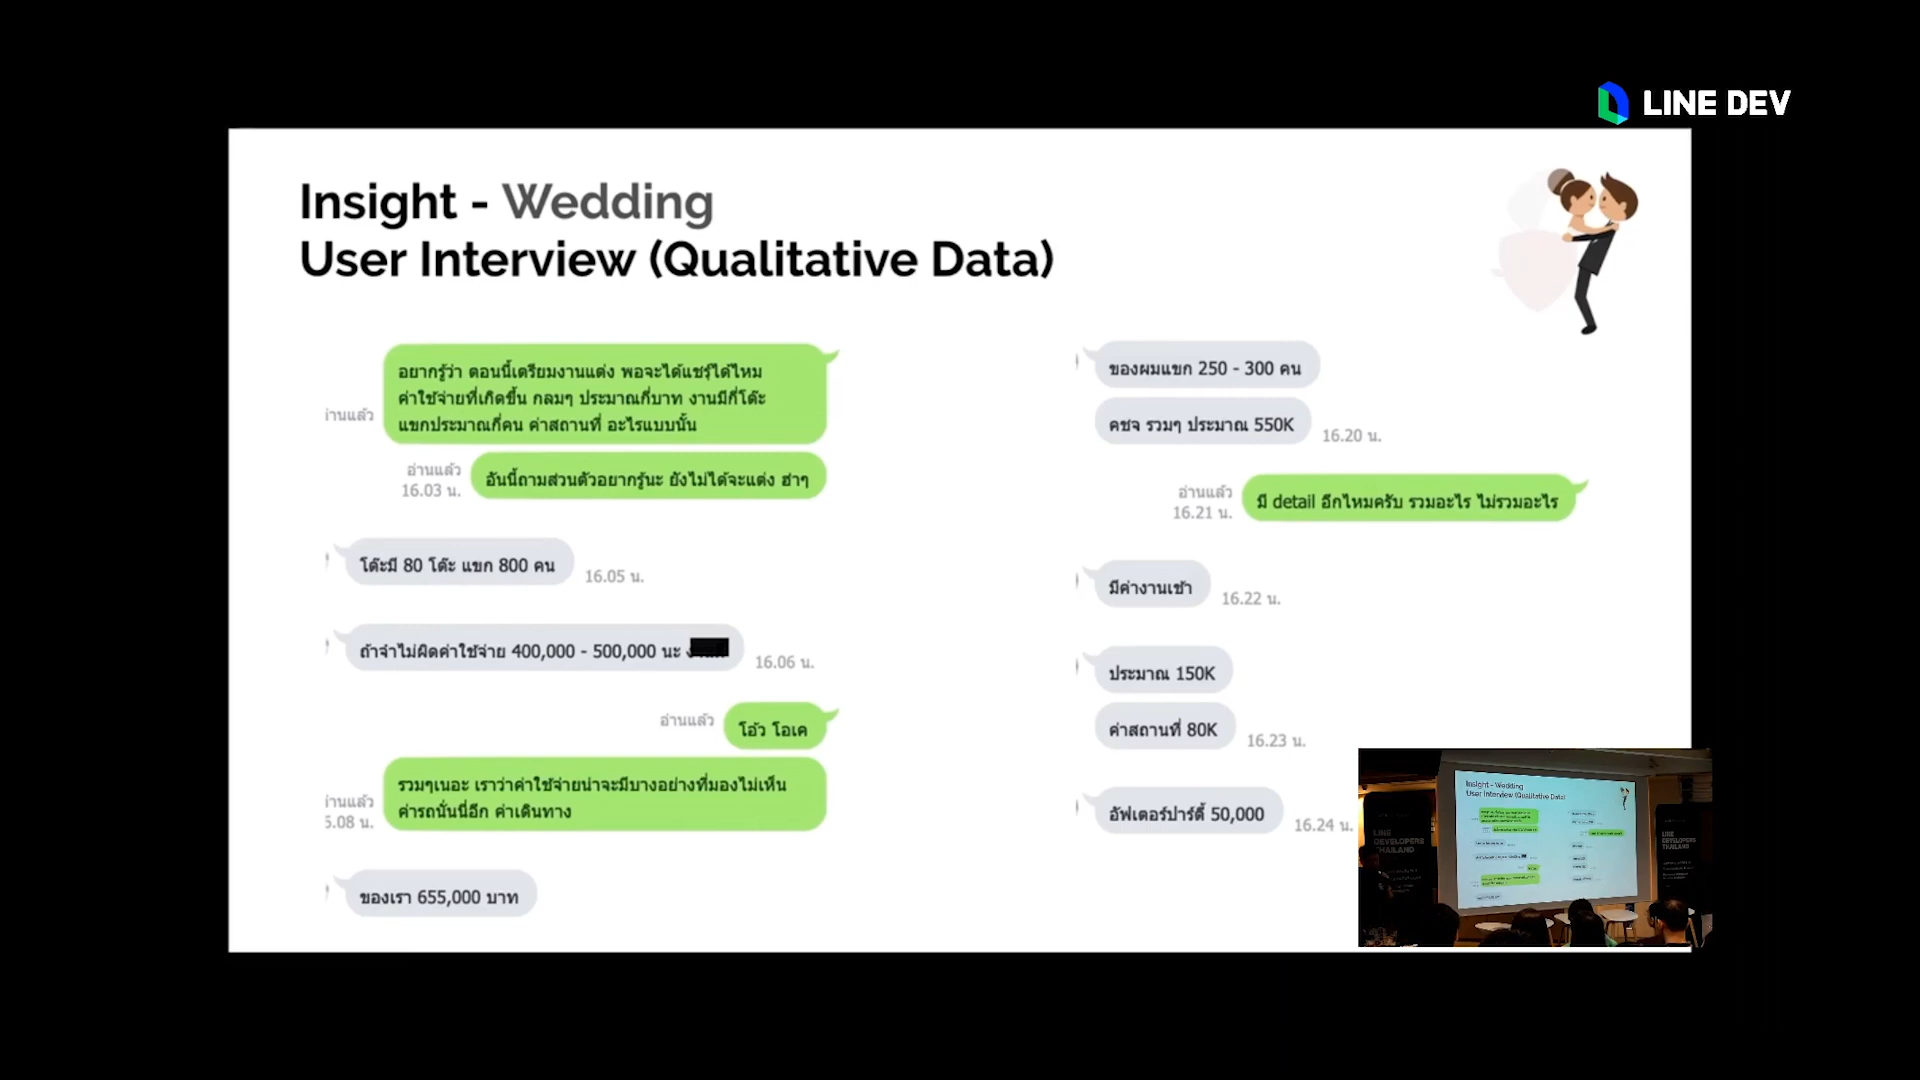 LINE DEV
Insight - Wedding
User Interview (Qualitative Data)
อยากรู้ว่า ตอนนี้เตรียมงานแต่ง พอจะได้แชร์ุได้ไหม
ค่าใช้จ่ายที่เกิดขึ้น กลมๆ ประมาณกี่บาท งานมีกี่โต๊ะ
แขกประมาณกี่คน ค่าสถานที่ อะไรแบบนั้น
อันนี้ถามส่วนตัวอยากรู้นะ ยังไม่ได้จะแต่ง ฮ่าๆ
อ่านแล้ว
16.03 น.
โต๊ะมี 80 โต๊ะ แขก 800 คน
16.05 น.
ถ้าจำไม่ผิดค่าใช้จ่าย 400,000 - 500,000 นะ
16.06 น.
อ่านแล้ว
โอ้ว โอเค
รวมๆเนอะ เราว่าค่าใช้จ่ายน่าจะมีบางอย่างที่มองไม่เห็น
ค่ารถนั่นนี่อีก ค่าเดินทาง
5.08 น.
ของเรา 655,000 บาท
ของผมแขก 250 - 300 คน
คชจ รวมๆ ประมาณ 550K
16.20 น.
อ่านแล้ว
16.21 น.
มี detail อีกไหมครับ รวมอะไร ไม่รวมอะไร
มีค่างานเช้า
16.22 น.
ประมาณ 150K
ค่าสถานที่ 80K
16.23 น.
อัฟเตอร์ปาร์ตี้ 50,000
16.24 น.
Insight - Wedding
User Interview (Qualitative Data)
LINE
DEVELOPERS
THAILAND
LINE
DEVELOPERS
THAILAND